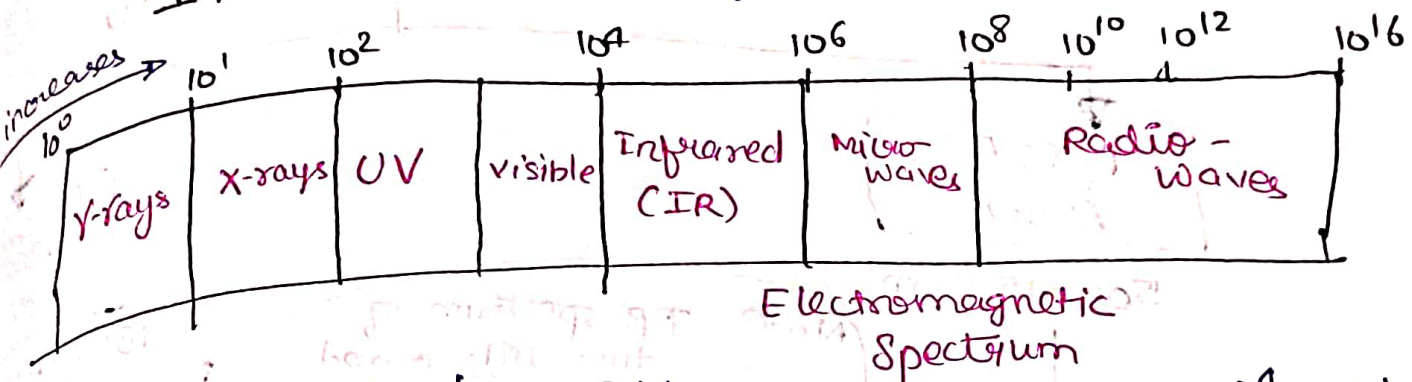 increases
10⁰ 10¹ 10² 10⁴ 10⁶ 10⁸ 10¹⁰ 10¹² 10¹⁶
γ-rays
X-rays
UV
visible
Infrared
(IR)
Micro
waves
Radio-
waves
Electromagnetic
Spectrum